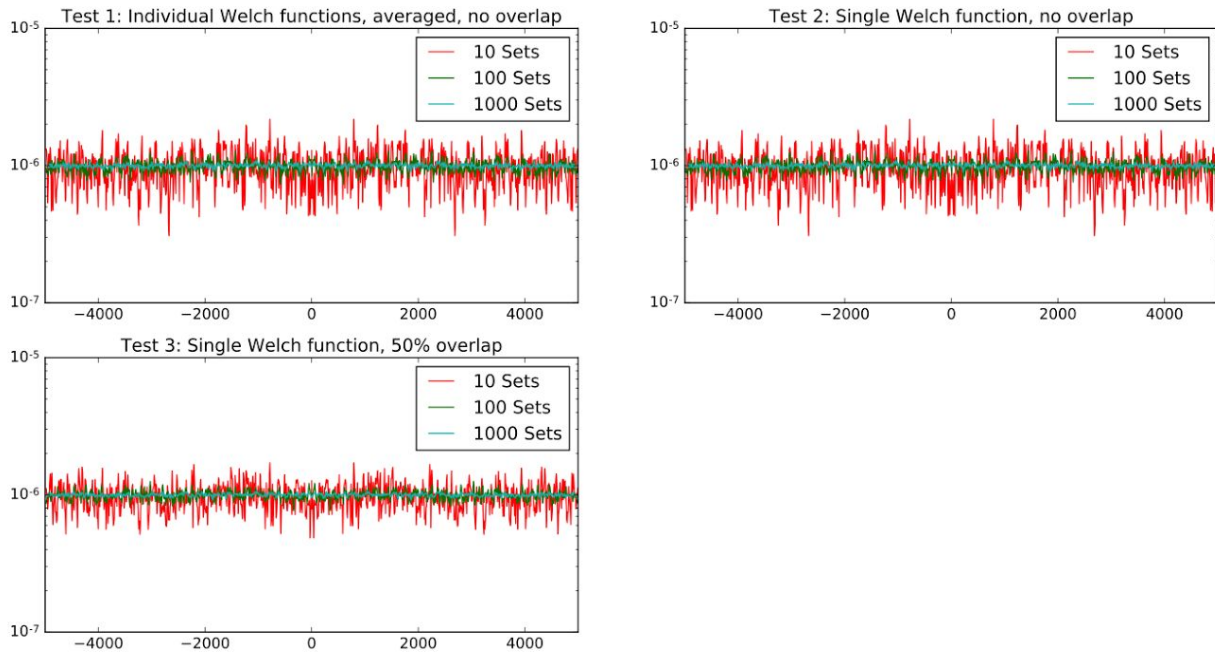 Test 1: Individual Welch functions, averaged, no overlap
10^-5
10^-6
10^-7
10 Sets
100 Sets
1000 Sets
−4000 −2000 0 2000 4000
Test 2: Single Welch function, no overlap
10^-5
10^-6
10^-7
10 Sets
100 Sets
1000 Sets
−4000 −2000 0 2000 4000
Test 3: Single Welch function, 50% overlap
10^-5
10^-6
10^-7
10 Sets
100 Sets
1000 Sets
−4000 −2000 0 2000 4000